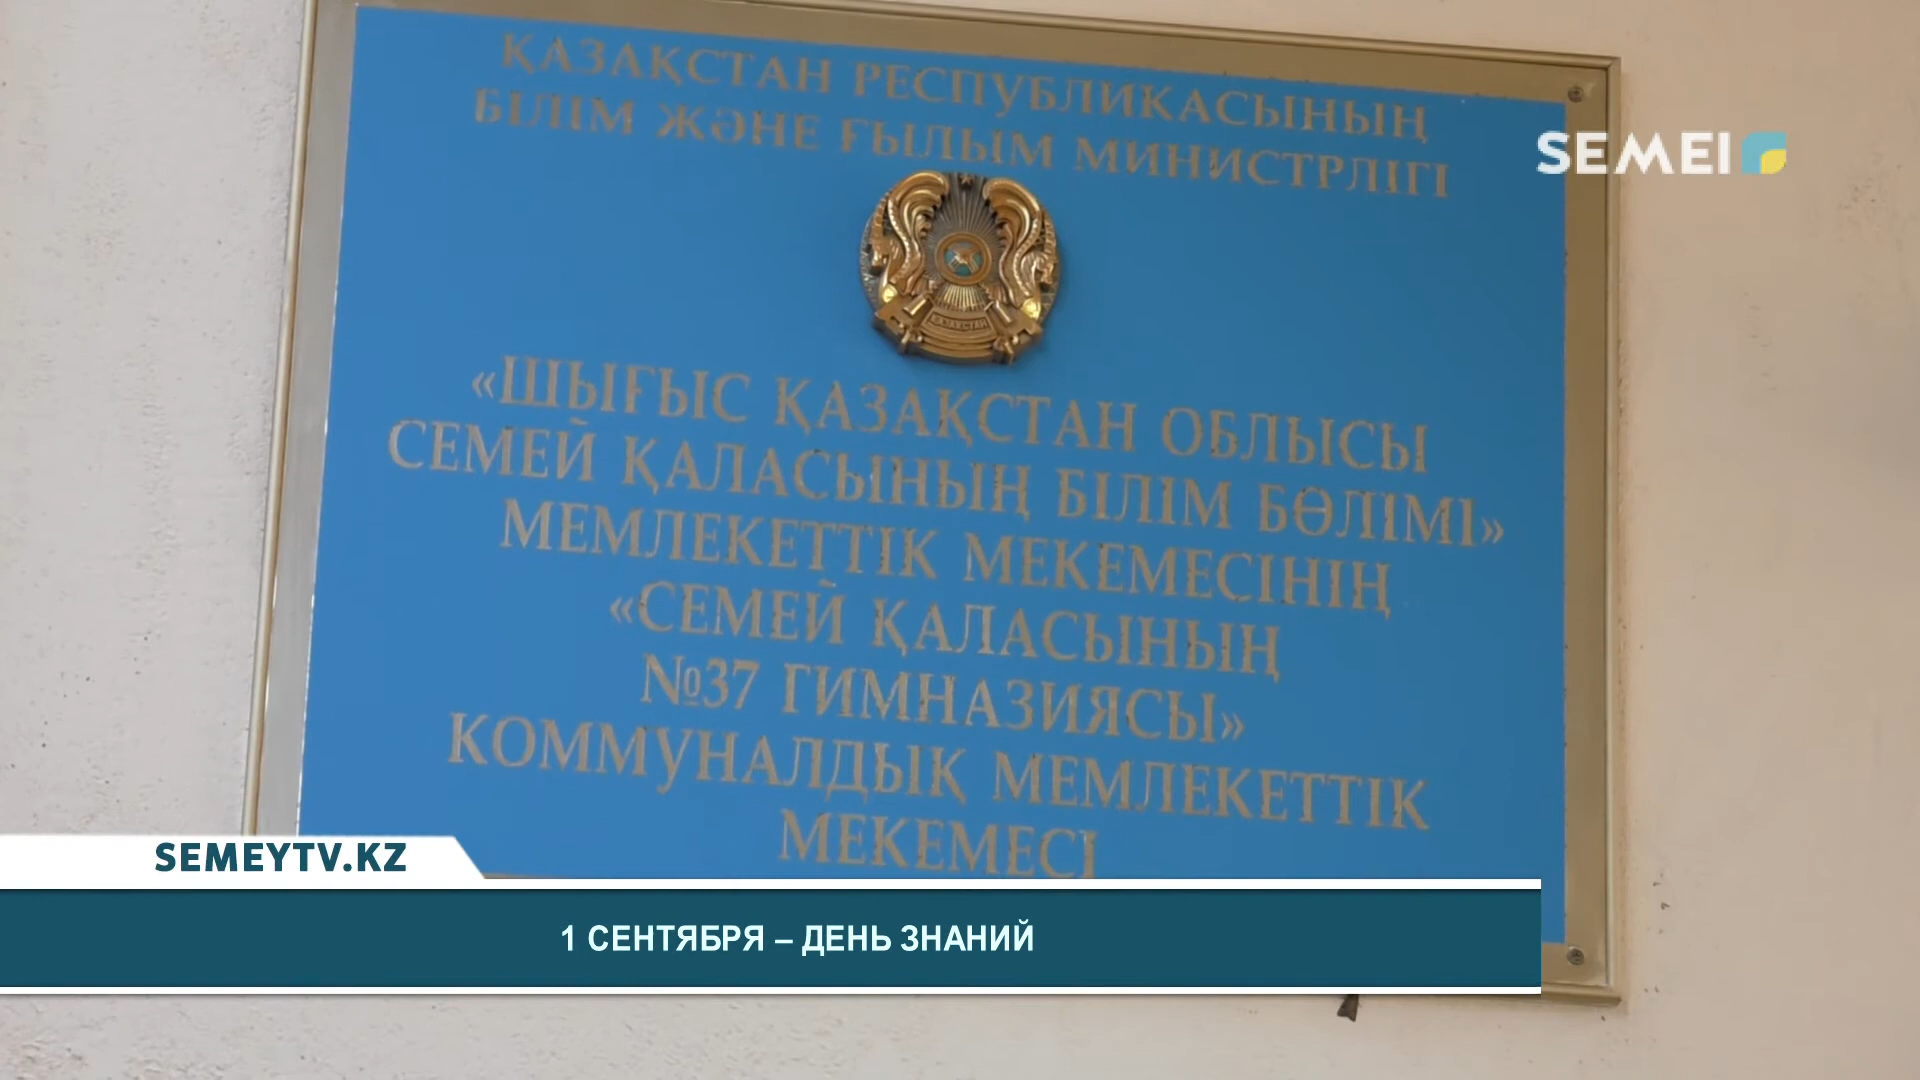 ҚАЗАҚСТАН РЕСПУБЛИКАСЫНЫҢ
БІЛІМ ЖӘНЕ ҒЫЛЫМ МИНИСТРЛІГІ
SEMEI
ҚАЗАҚСТАН
«ШЫҒЫС ҚАЗАҚСТАН ОБЛЫСЫ
СЕМЕЙ ҚАЛАСЫНЫҢ БІЛІМ БӨЛІМІ»
МЕМЛЕКЕТТІК МЕКЕМЕСІНІҢ
«СЕМЕЙ ҚАЛАСЫНЫҢ
№37 ГИМНАЗИЯСЫ»
КОММУНАЛДЫҚ МЕМЛЕКЕТТІК
МЕКЕМЕСІ
SEMEYTV.KZ
1 СЕНТЯБРЯ – ДЕНЬ ЗНАНИЙ